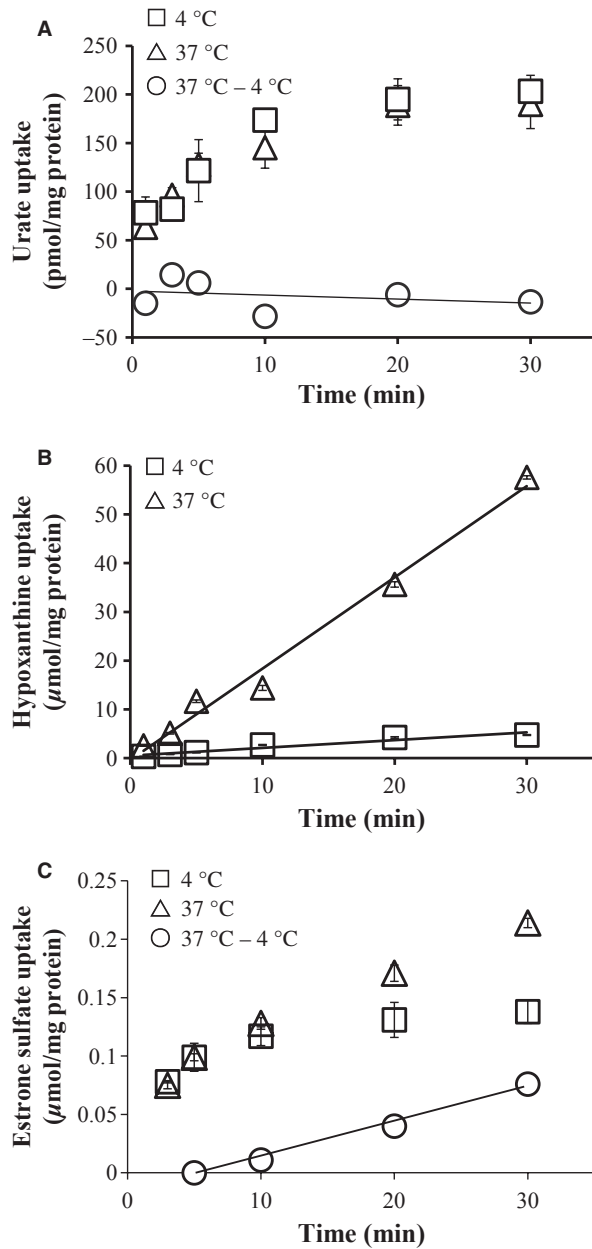 A
4 °C
37 °C
37 °C – 4 °C
Urate uptake
(pmol/mg protein)
250
200
150
100
50
0
–50
0
10
20
30
Time (min)
B
4 °C
37 °C
Hypoxanthine uptake
(µmol/mg protein)
60
50
40
30
20
10
0
0
10
20
30
Time (min)
C
4 °C
37 °C
37 °C – 4 °C
Estrone sulfate uptake
(µmol/mg protein)
0.25
0.2
0.15
0.1
0.05
0
0
10
20
30
Time (min)